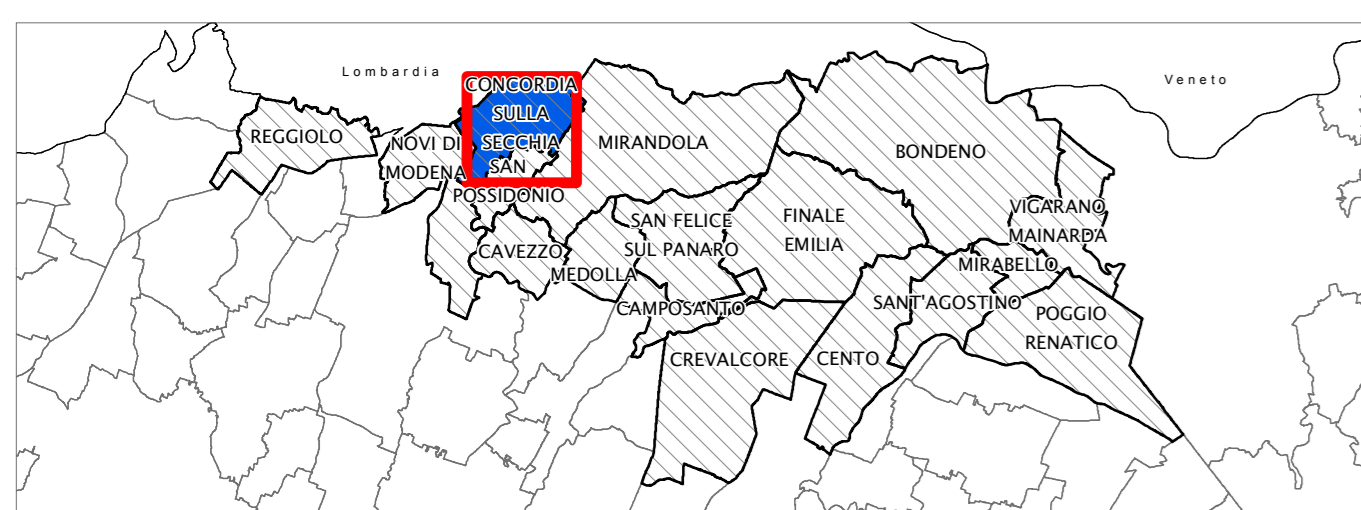 Lombardia
Veneto
CONCORDIA
SULLA
SECCHIA
REGGIOLO
NOVI DI
MODENA
SAN
POSSIDONIO
MIRANDOLA
BONDENO
CAVEZZO
MEDOLLA
SAN FELICE
SUL PANARO
FINALE
EMILIA
VIGARANO
MAINARDA
MIRABELLO
CAMPOSANTO
SANT'AGOSTINO
POGGIO
RENATICO
CREVALCORE
CENTO